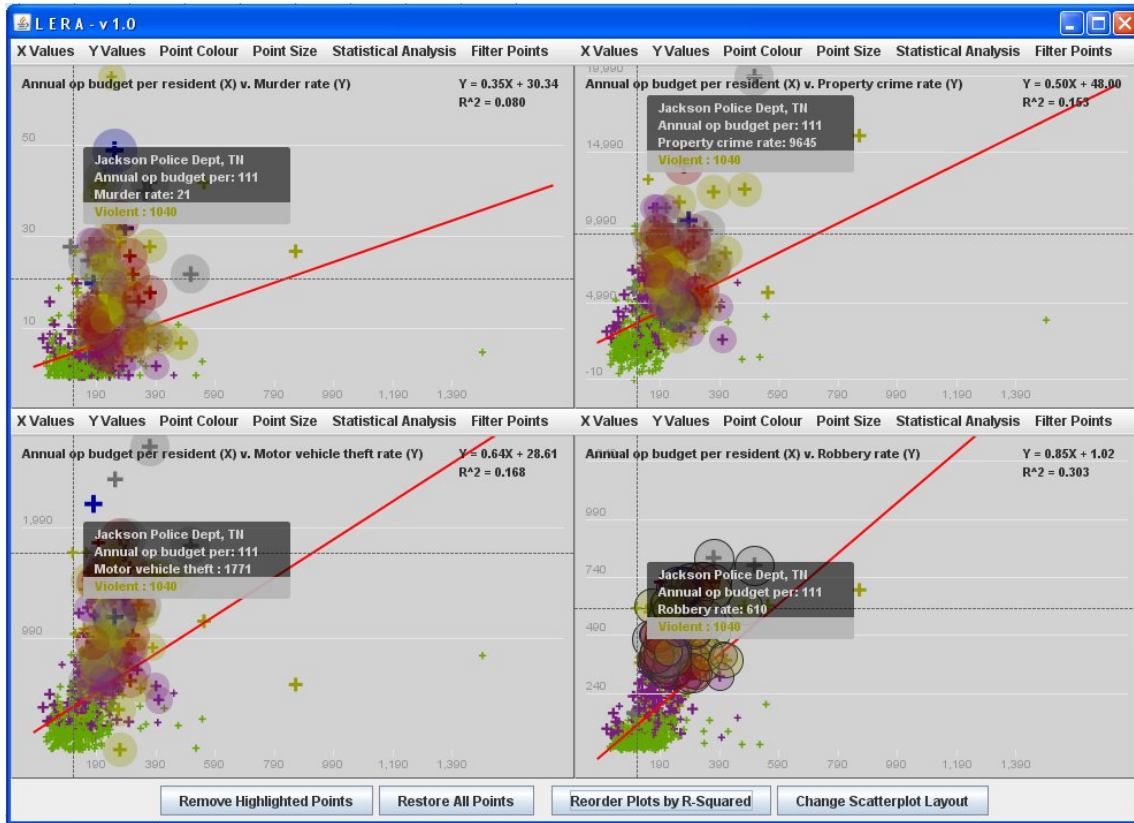 LERA - v 1.0
X Values Y Values Point Colour Point Size Statistical Analysis Filter Points
X Values Y Values Point Colour Point Size Statistical Analysis Filter Points
Annual op budget per resident (X) v. Murder rate (Y)
Y = 0.35X + 30.34
R^2 = 0.080
50
30
10
Jackson Police Dept, TN
Annual op budget per: 111
Murder rate: 21
Violent : 1040
190 390 590 790 990 1,190 1,390
19,990
Annual op budget per resident (X) v. Property crime rate (Y)
Y = 0.50X + 48.00
R^2 = 0.153
14,990
9,990
4,990
-10
Jackson Police Dept, TN
Annual op budget per: 111
Property crime rate: 9645
Violent : 1040
190 390 590 790 990 1,190 1,390
X Values Y Values Point Colour Point Size Statistical Analysis Filter Points
X Values Y Values Point Colour Point Size Statistical Analysis Filter Points
Annual op budget per resident (X) v. Motor vehicle theft rate (Y)
Y = 0.64X + 28.61
R^2 = 0.168
1,990
990
Jackson Police Dept, TN
Annual op budget per: 111
Motor vehicle theft : 1771
Violent : 1040
190 390 590 790 990 1,190 1,390
Annual op budget per resident (X) v. Robbery rate (Y)
Y = 0.85X + 1.02
R^2 = 0.303
990
740
490
240
Jackson Police Dept, TN
Annual op budget per: 111
Robbery rate: 610
Violent : 1040
190 390 590 790 990 1,190 1,390
Remove Highlighted Points Restore All Points Reorder Plots by R-Squared Change Scatterplot Layout